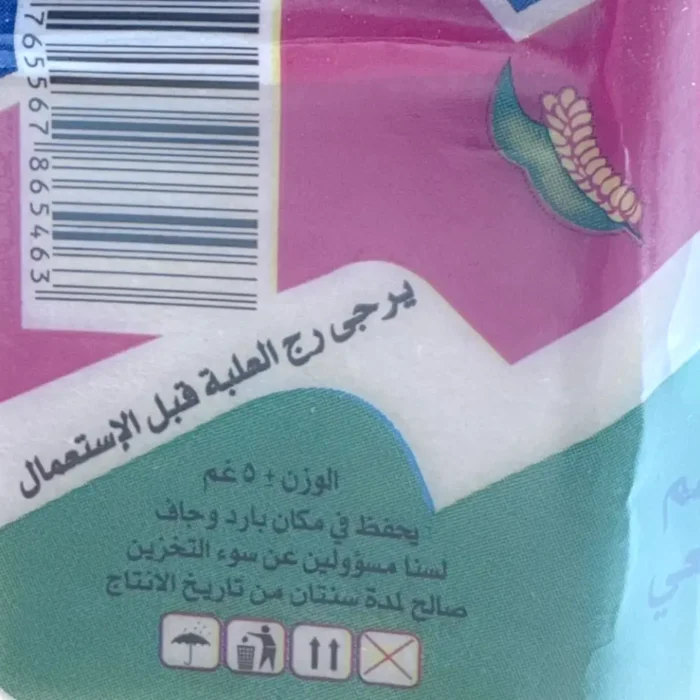 765567865463
يرجى رج العلبة قبل الإستعمال
الوزن ± ٥ غم
يحفظ في مكان بارد وجاف
لسنا مسؤولين عن سوء التخزين
صالح لمدة سنتان من تاريخ الانتاج